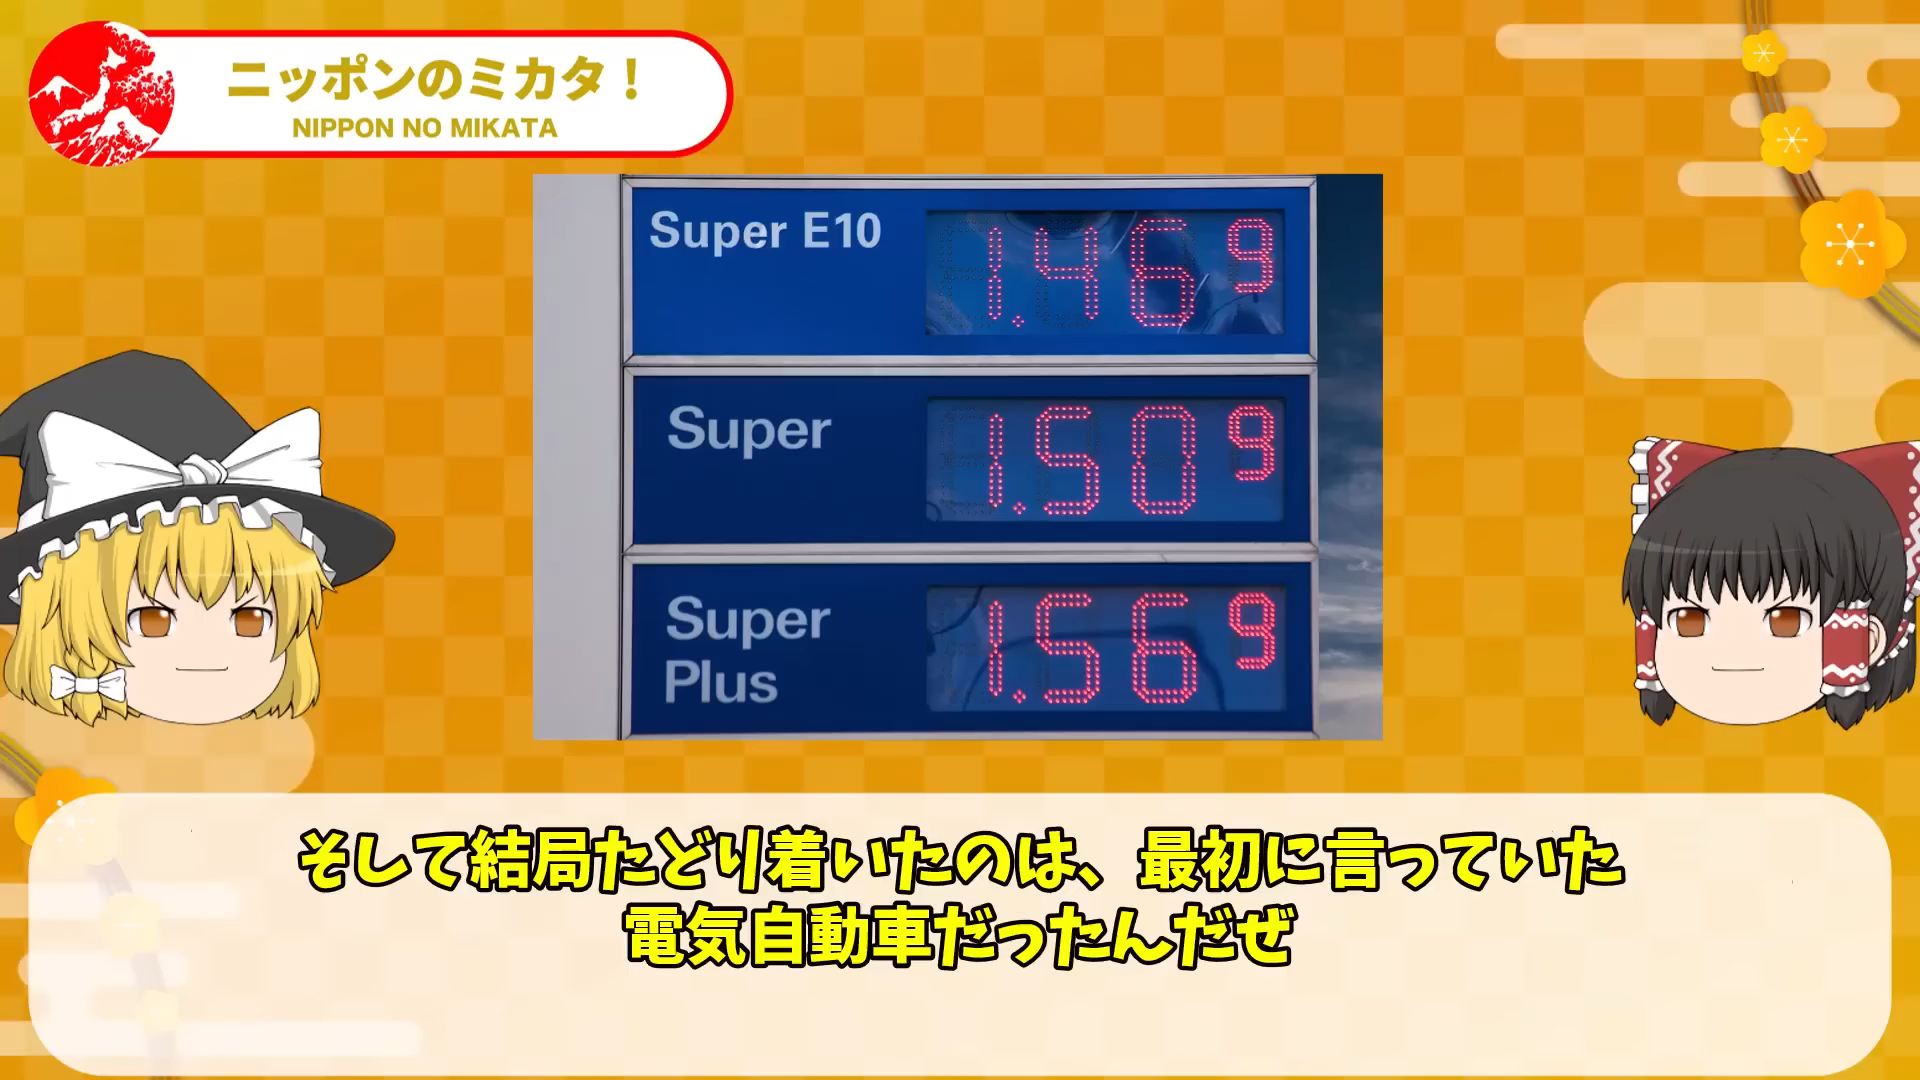 ニッポンのミカタ！
NIPPON NO MIKATA
Super E10
1.469
Super
1.509
Super
Plus
1.569
そして結局たどり着いたのは、最初に言っていた
電気自動車だったんだぜ